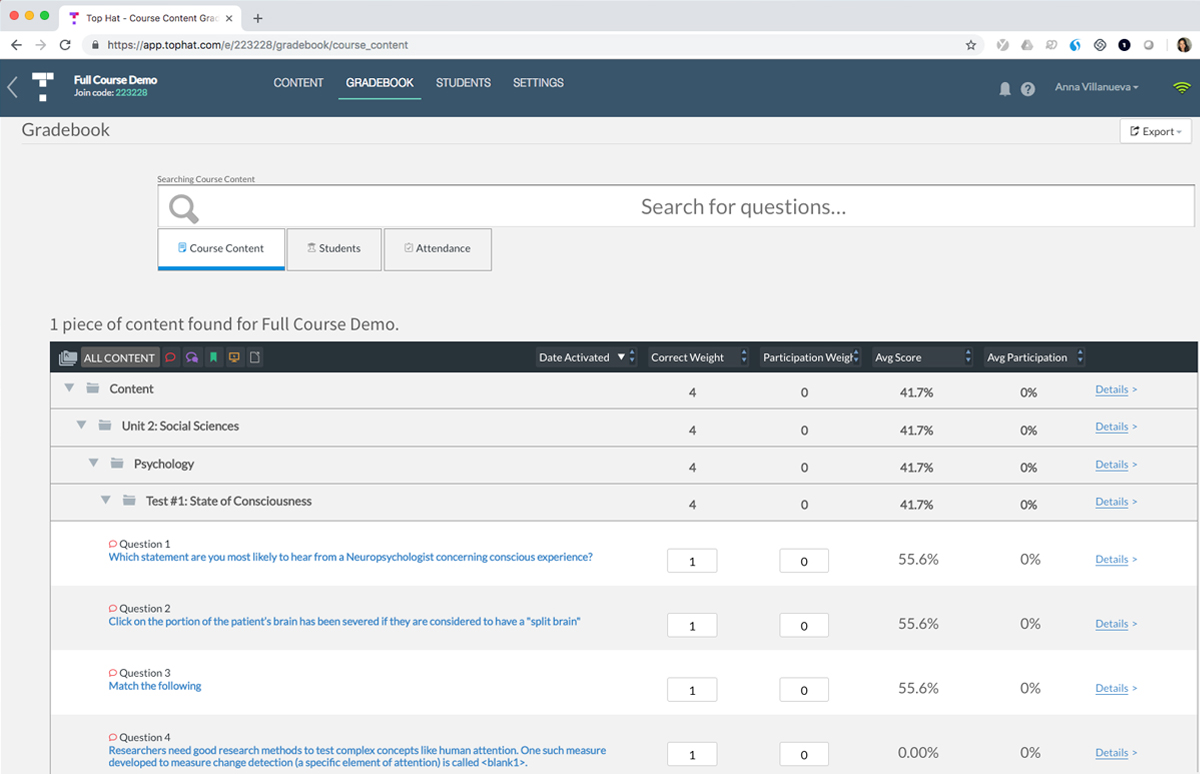 Top Hat - Course Content Grad
https://app.tophat.com/e/223228/gradebook/course_content
Full Course Demo
Join code: 223228
CONTENT GRADEBOOK STUDENTS SETTINGS
Anna Villanueva
Gradebook
Export
Searching Course Content
Search for questions...
Course Content Students Attendance
1 piece of content found for Full Course Demo.
ALL CONTENT Date Activated Correct Weight Participation Weigh Avg Score Avg Participation
Content 4 0 41.7% 0% Details >
Unit 2: Social Sciences 4 0 41.7% 0% Details >
Psychology 4 0 41.7% 0% Details >
Test #1: State of Consciousness 4 0 41.7% 0% Details >
Question 1
Which statement are you most likely to hear from a Neuropsychologist concerning conscious experience? 1 0 55.6% 0% Details >
Question 2
Click on the portion of the patient's brain has been severed if they are considered to have a "split brain" 1 0 55.6% 0% Details >
Question 3
Match the following 1 0 55.6% 0% Details >
Question 4
Researchers need good research methods to test complex concepts like human attention. One such measure 1 0 0.00% 0% Details >
developed to measure change detection (a specific element of attention) is called <blank1>.